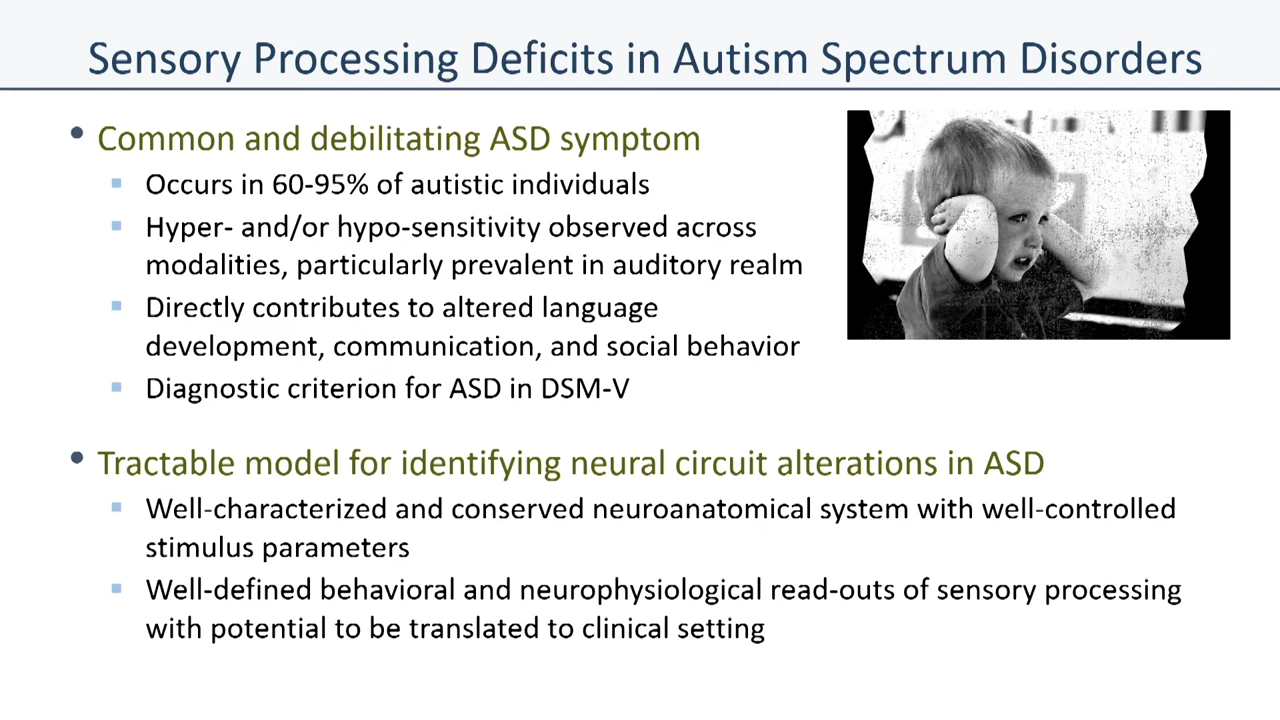 Sensory Processing Deficits in Autism Spectrum Disorders
• Common and debilitating ASD symptom
▪ Occurs in 60-95% of autistic individuals
▪ Hyper- and/or hypo-sensitivity observed across
modalities, particularly prevalent in auditory realm
▪ Directly contributes to altered language
development, communication, and social behavior
▪ Diagnostic criterion for ASD in DSM-V
• Tractable model for identifying neural circuit alterations in ASD
▪ Well-characterized and conserved neuroanatomical system with well-controlled
stimulus parameters
▪ Well-defined behavioral and neurophysiological read-outs of sensory processing
with potential to be translated to clinical setting